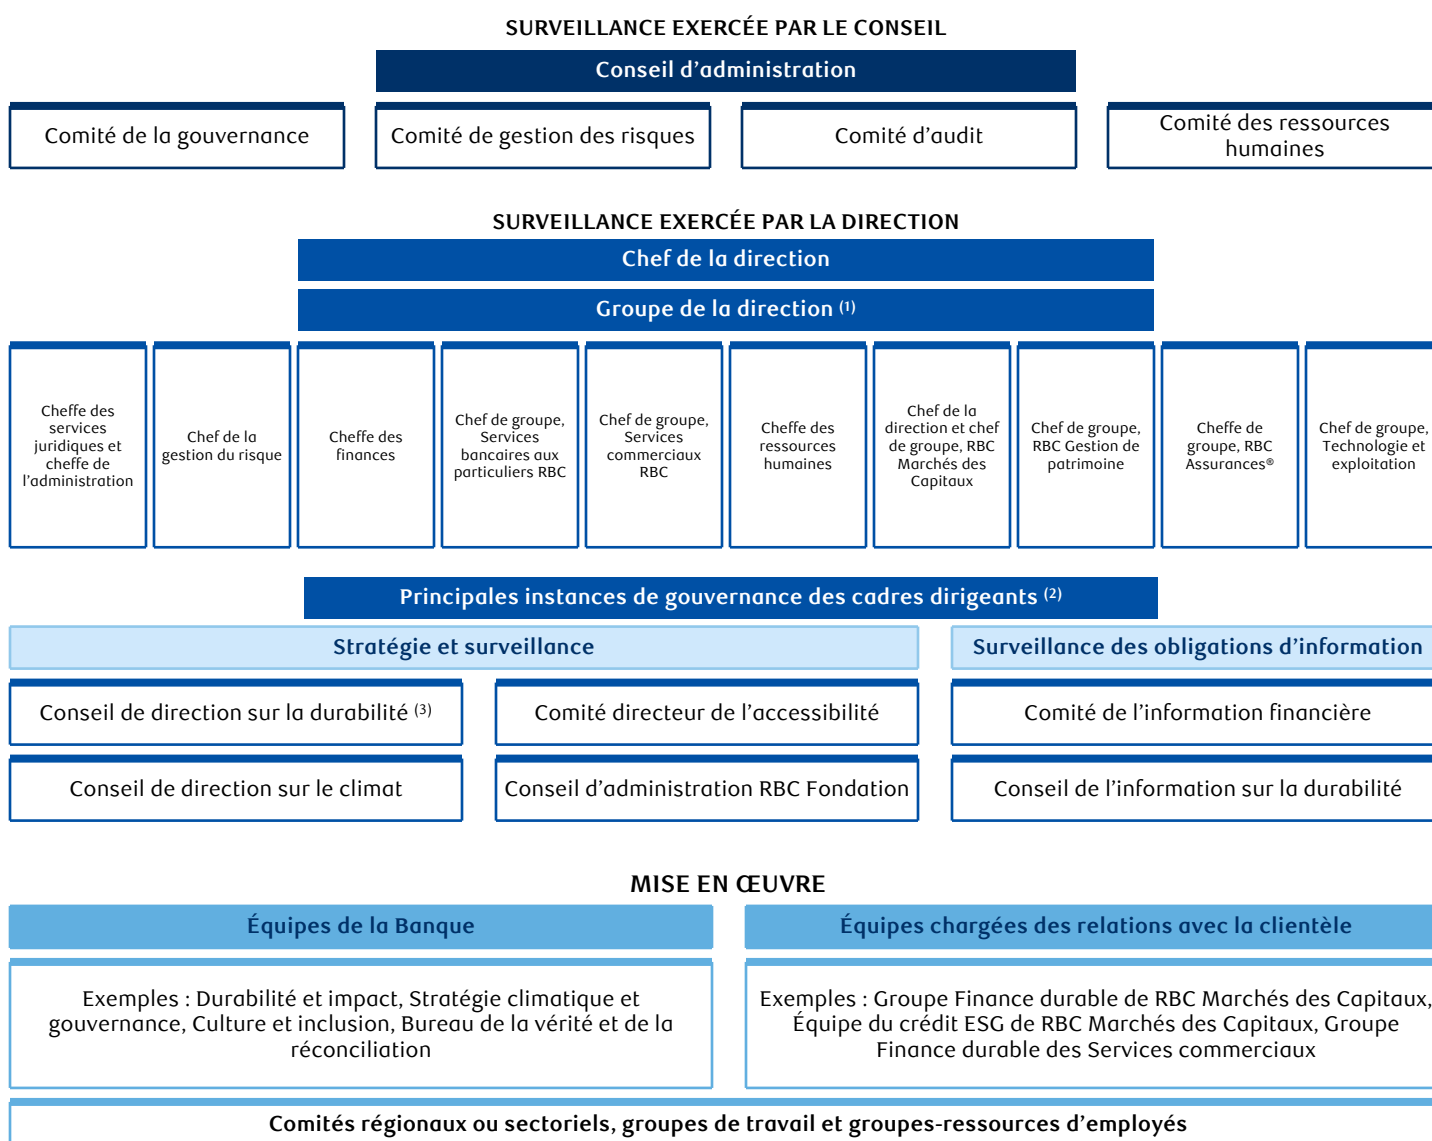 SURVEILLANCE EXERCÉE PAR LE CONSEIL
Conseil d'administration
Comité de la gouvernance
Comité de gestion des risques
Comité d'audit
Comité des ressources
humaines
SURVEILLANCE EXERCÉE PAR LA DIRECTION
Chef de la direction
Groupe de la direction (1)
Cheffe des
services
juridiques et
cheffe de
l'administration
Chef de la
gestion du risque
Cheffe des
finances
Chef de groupe,
Services
bancaires aux
particuliers RBC
Chef de groupe,
Services
commerciaux
RBC
Cheffe des
ressources
humaines
Chef de la
direction et chef
de groupe, RBC
Marchés des
Capitaux
Chef de groupe,
RBC Gestion de
patrimoine
Cheffe de
groupe, RBC
Assurances®
Chef de groupe,
Technologie et
exploitation
Principales instances de gouvernance des cadres dirigeants (2)
Stratégie et surveillance
Surveillance des obligations d'information
Conseil de direction sur la durabilité (3)
Comité directeur de l'accessibilité
Comité de l'information financière
Conseil de direction sur le climat
Conseil d'administration RBC Fondation
Conseil de l'information sur la durabilité
MISE EN ŒUVRE
Équipes de la Banque
Équipes chargées des relations avec la clientèle
Exemples : Durabilité et impact, Stratégie climatique et
gouvernance, Culture et inclusion, Bureau de la vérité et de la
réconciliation
Exemples : Groupe Finance durable de RBC Marchés des Capitaux,
Équipe du crédit ESG de RBC Marchés des Capitaux, Groupe
Finance durable des Services commerciaux
Comités régionaux ou sectoriels, groupes de travail et groupes-ressources d'employés